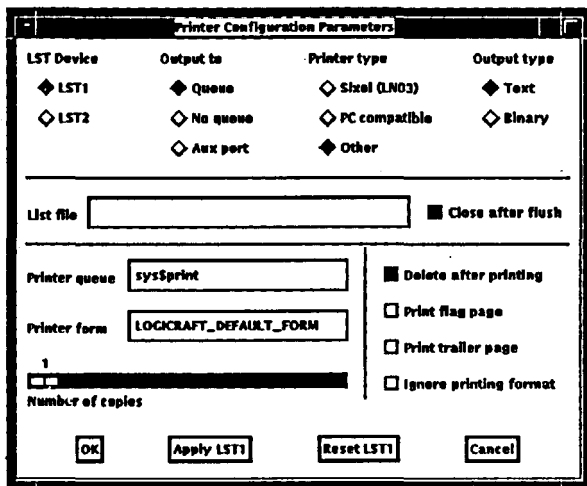 Printer Configuration Parameters
LST Device Output to Printer type Output type
LST1 Queue Sixel (LN03) Text
LST2 No queue PC compatible Binary
Aux port Other
List file Close after flush
Printer queue sys$print Delete after printing
Print flag page
Printer form LOGICRAFT_DEFAULT_FORM
Print trailer page
1
Ignore printing format
Number of copies
OK Apply LST1 Reset LST1 Cancel